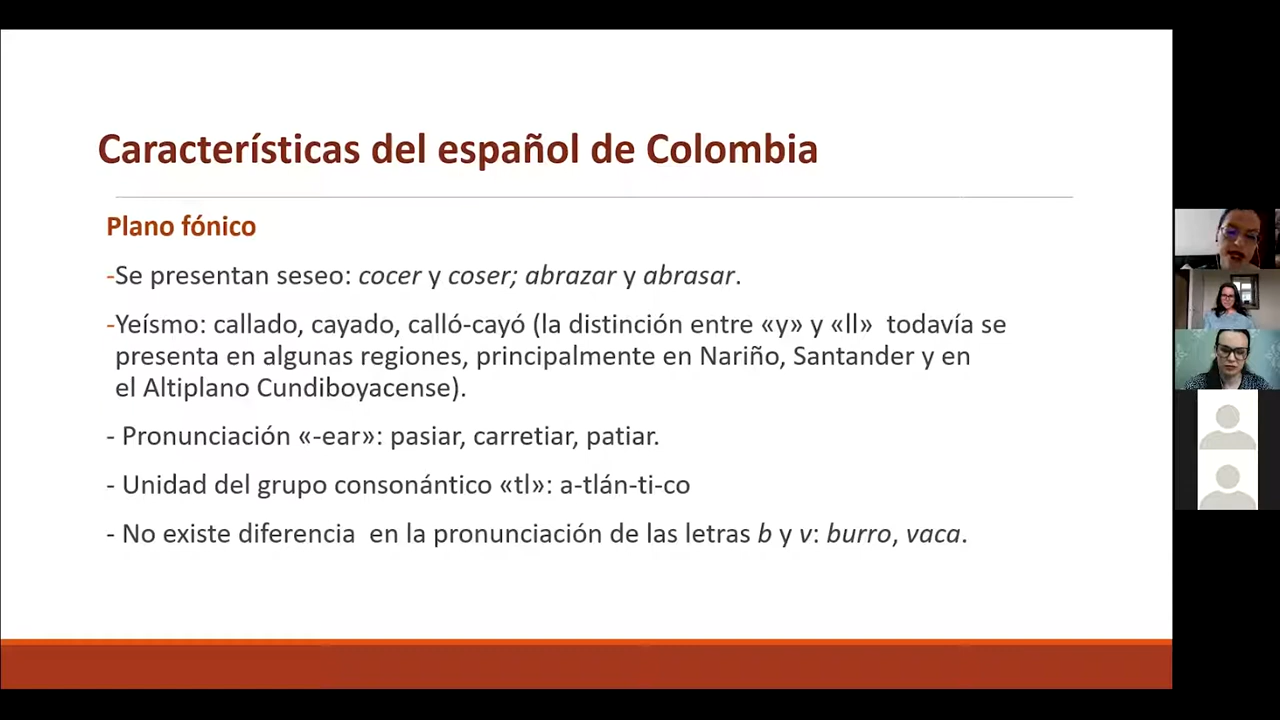 Características del español de Colombia
Plano fónico
-Se presentan seseo: cocer y coser; abrazar y abrasar.
-Yeísmo: callado, cayado, calló-cayó (la distinción entre «y» y «ll»  todavía se
presenta en algunas regiones, principalmente en Nariño, Santander y en
el Altiplano Cundiboyacense).
- Pronunciación «-ear»: pasiar, carretiar, patiar.
- Unidad del grupo consonántico «tl»: a-tlán-ti-co
- No existe diferencia  en la pronunciación de las letras b y v: burro, vaca.